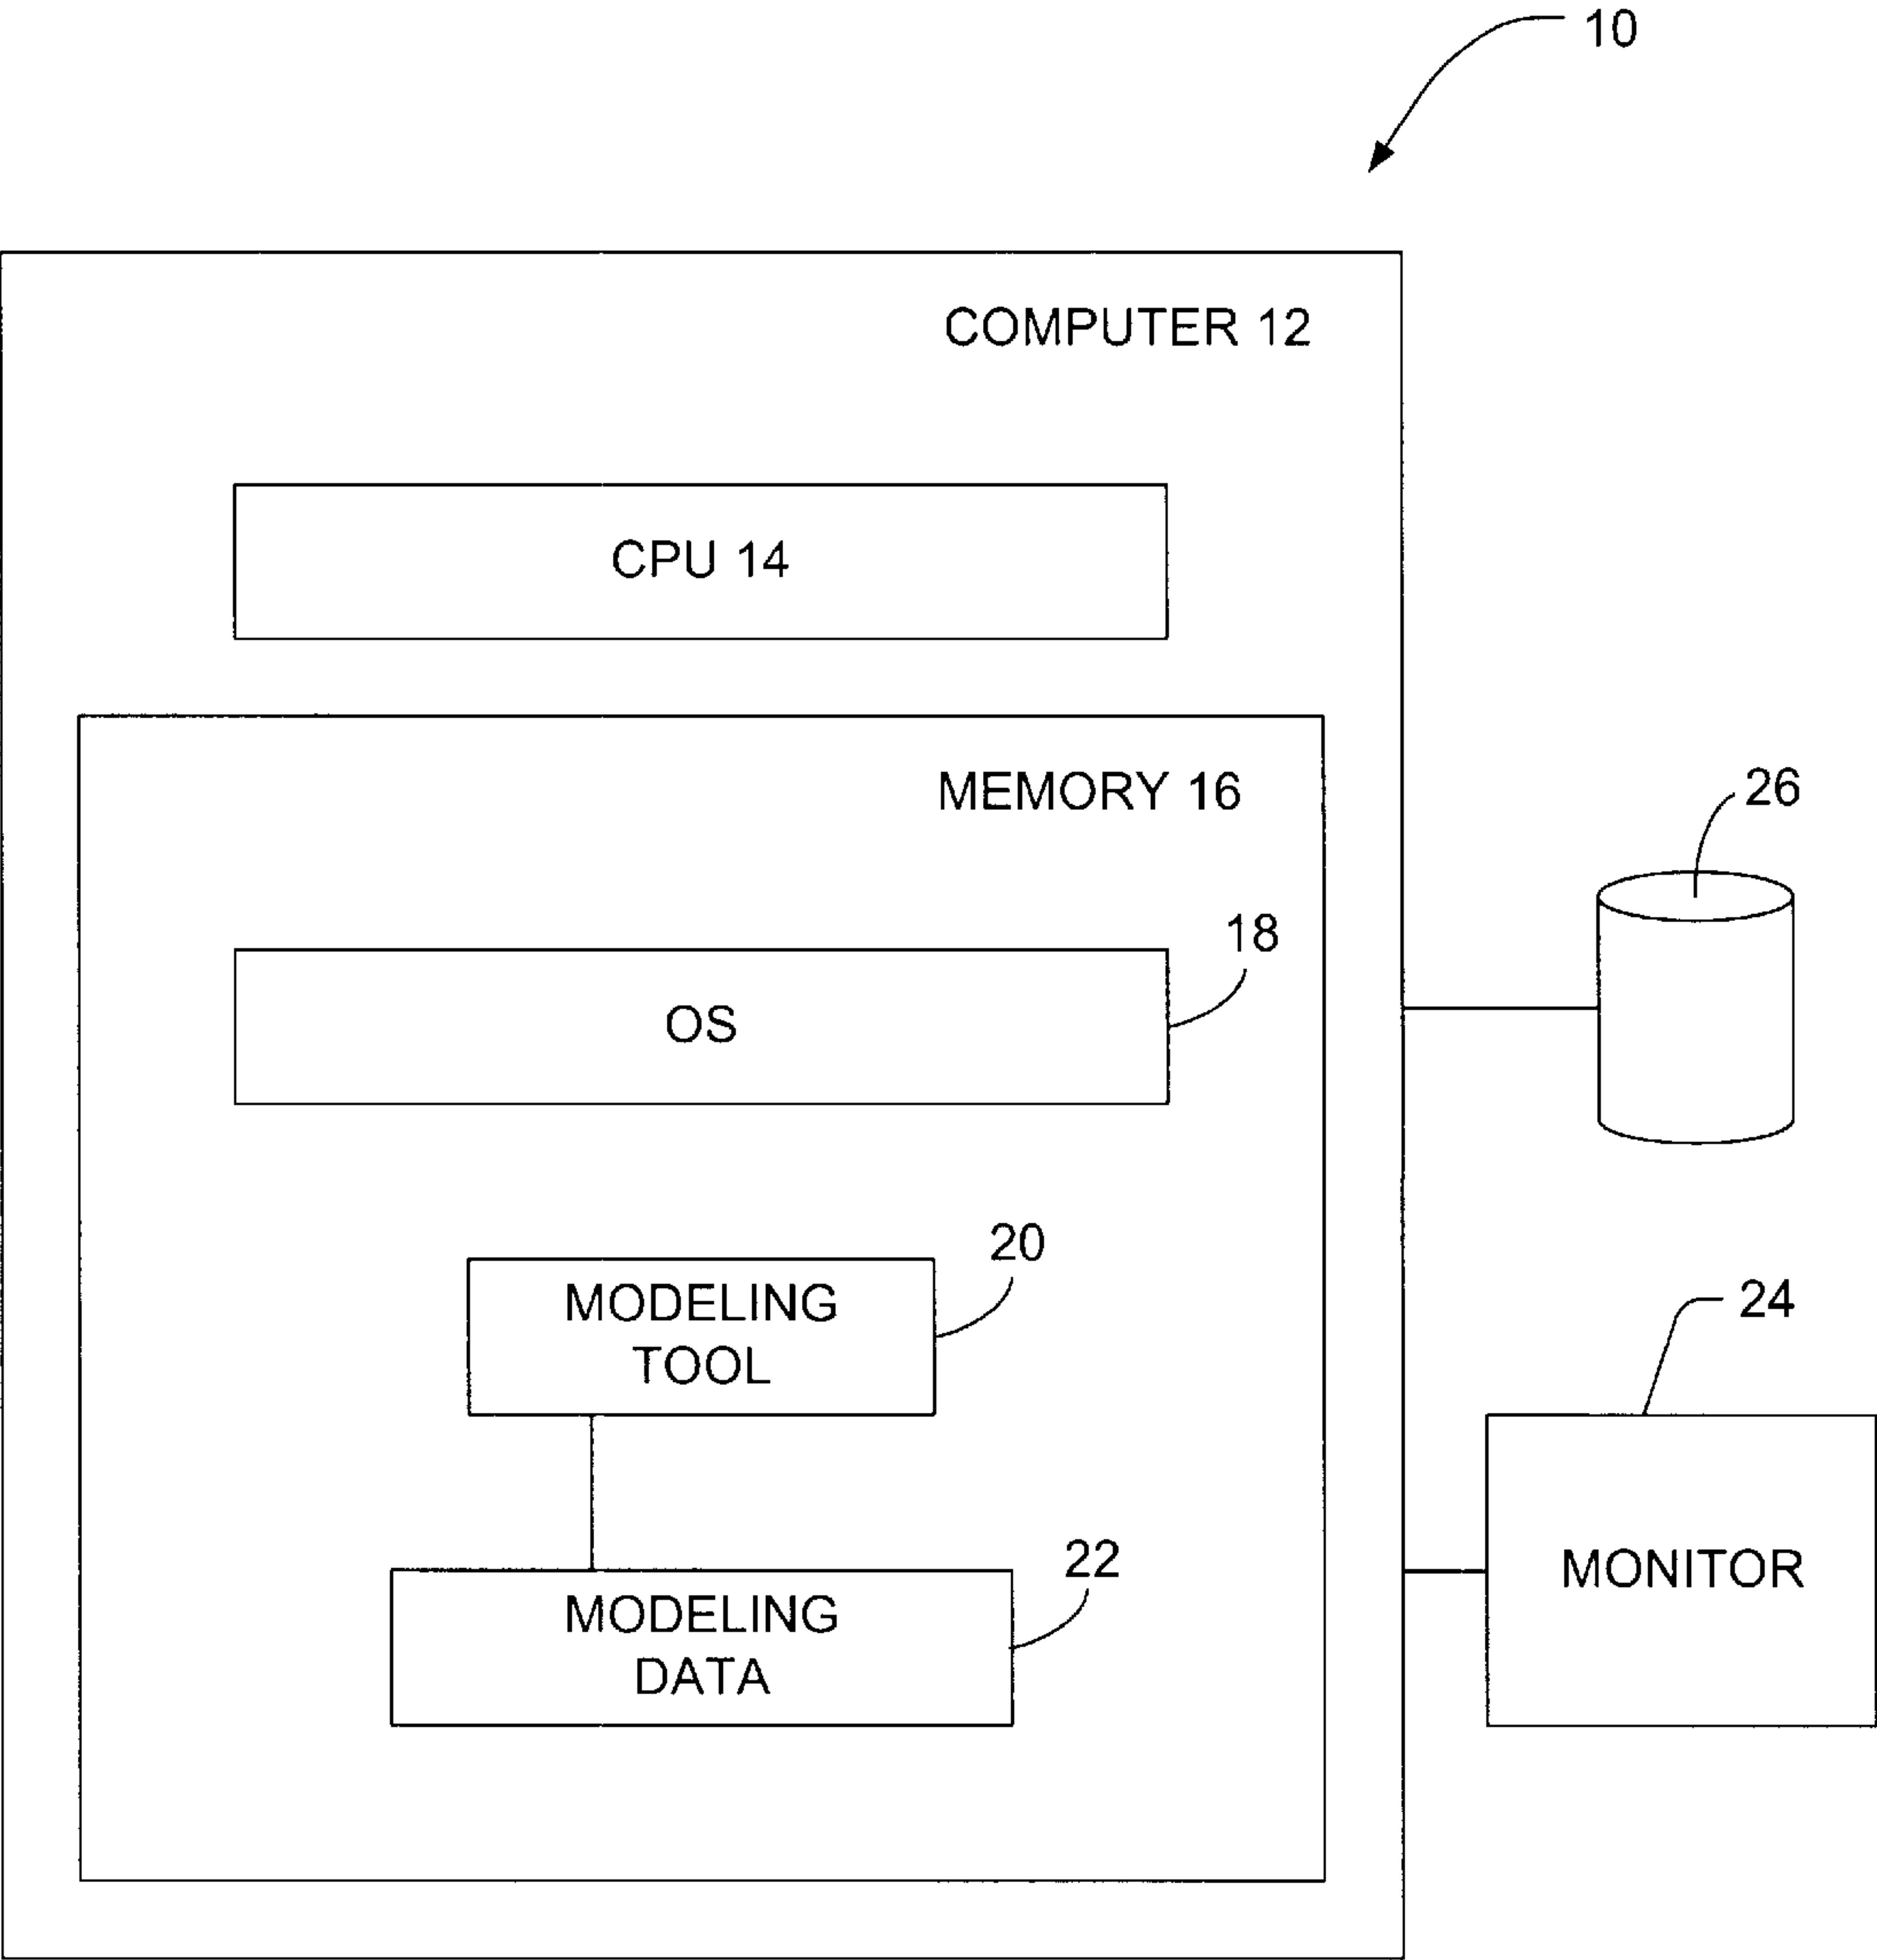 10
COMPUTER 12
CPU 14
MEMORY 16
26
18
OS
20
MODELING
TOOL
24
22
MODELING
DATA
MONITOR